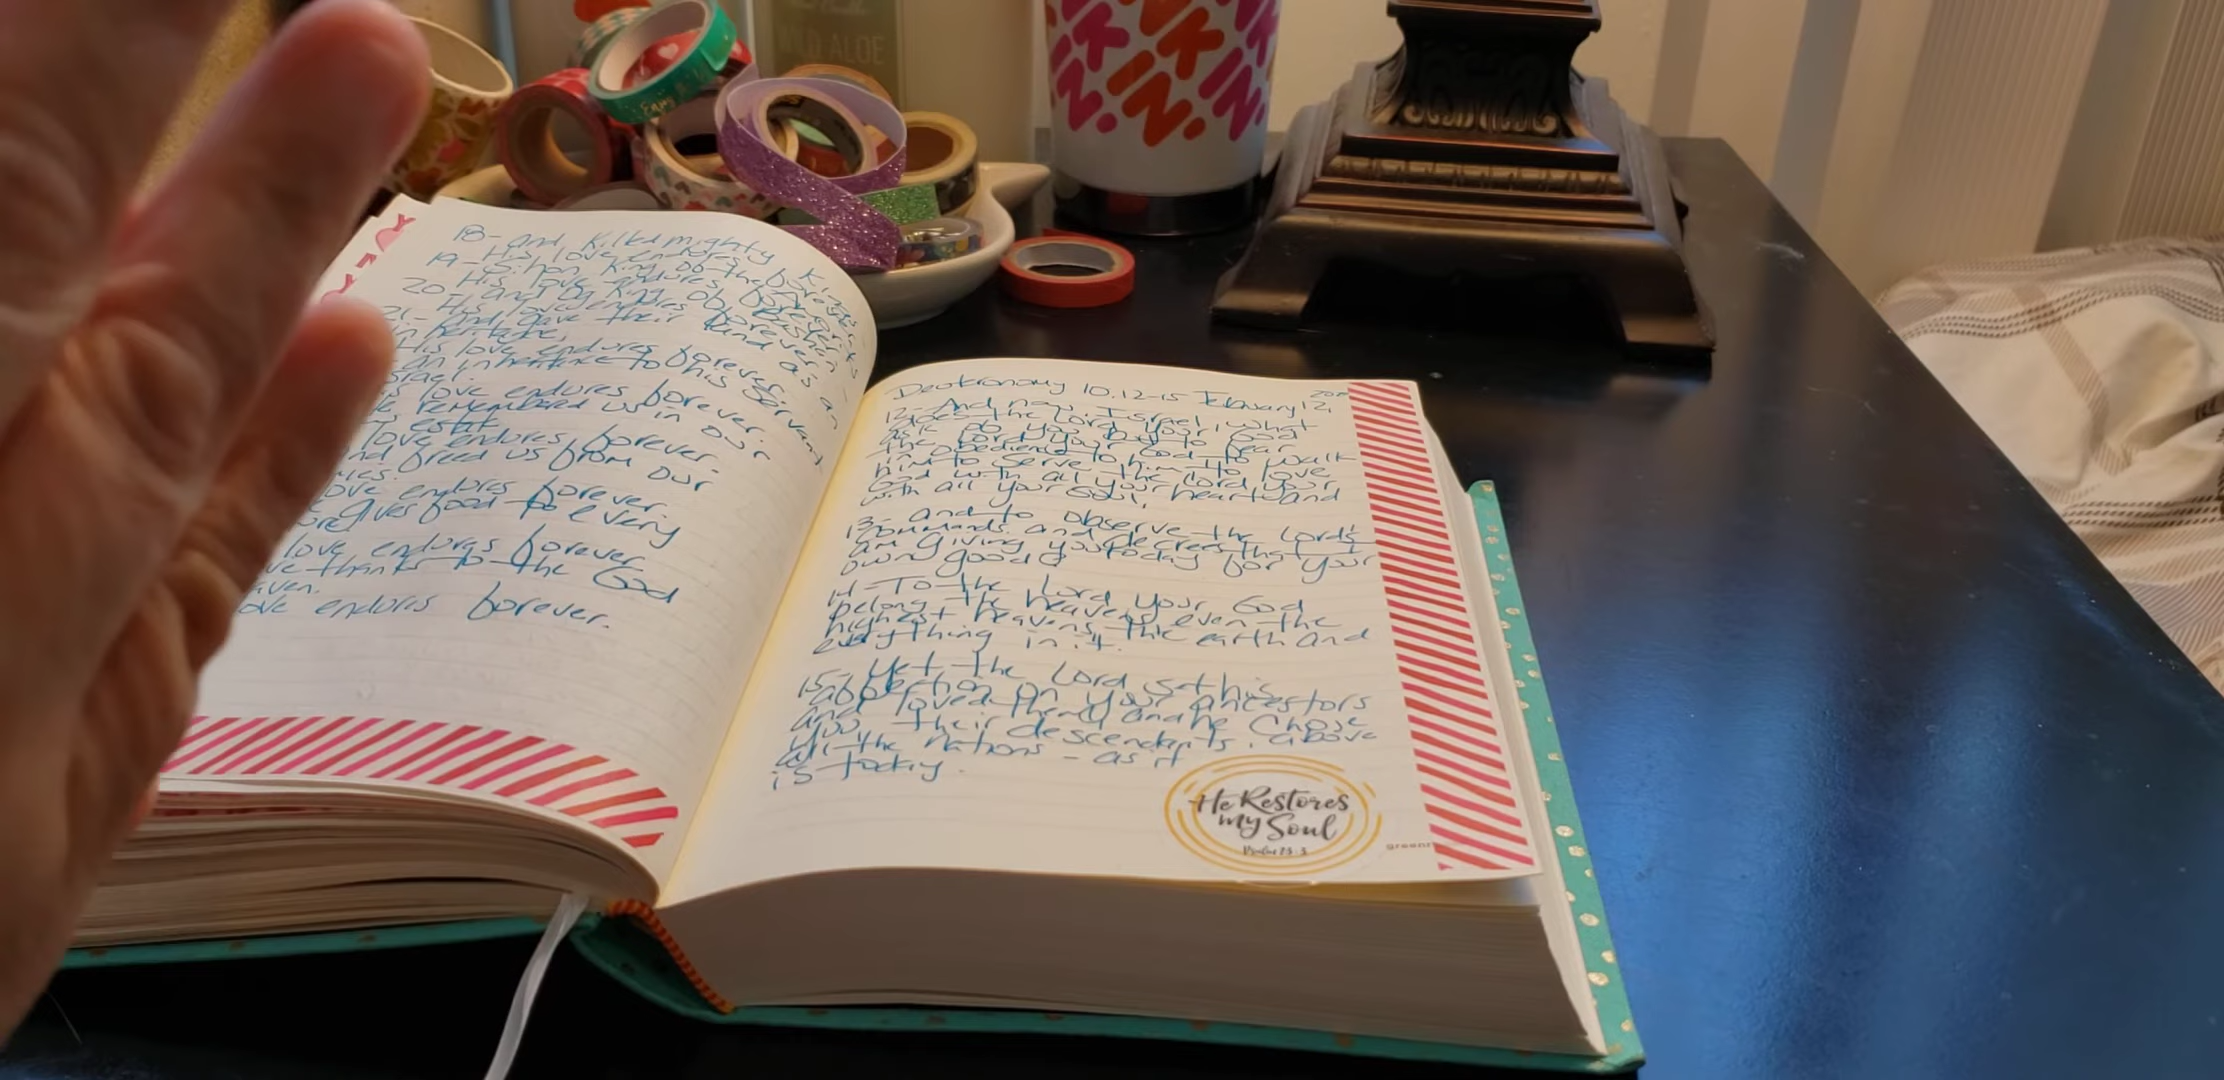 18- and killed mighty Kings
His love endures forever.
19- Sihon King of the Amorites
His love endures forever.
20- and Og King of Bashan -
His love endures forever.
21- And gave their land as an
inheritance,
His love endures forever.
an inheritance to his servant
Israel.
love endures forever.
remembered us in our
estate
love endures forever.
and freed us from our
love endures forever.
gives food to every
love endures forever
thanks to the God
endures forever.
Deuteronomy 10.12-15 February 12,
12- And now, Israel, what
does the Lord your God
ask of you but to fear
the Lord your God to walk
in obedience to him to love
him to serve the Lord your
God with all your heart and
with all your Soul,
13- and to observe the Lord's
commands and decrees that I
am giving you today for your
own good?
14- To the Lord your God
belong the heavens even the
highest heavens, the earth and
everything in it.
15- Yet the Lord set his
affection on your ancestors
and loved them and he chose
you their descendants, above
all the nations - as it
is today.
He Restores
my Soul
Psalm 23:3
INK
ALOE